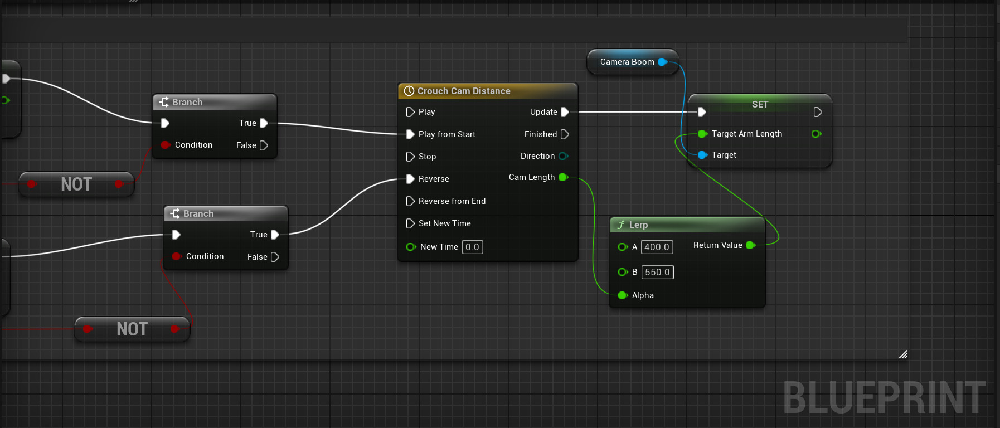 Camera Boom
Branch
True
Condition
False
NOT
Branch
True
Condition
False
NOT
Crouch Cam Distance
Play
Update
Play from Start
Finished
Stop
Direction
Reverse
Cam Length
Reverse from End
Set New Time
New Time 0.0
SET
Target Arm Length
Target
Lerp
A 400.0
Return Value
B 550.0
Alpha
BLUEPRINT